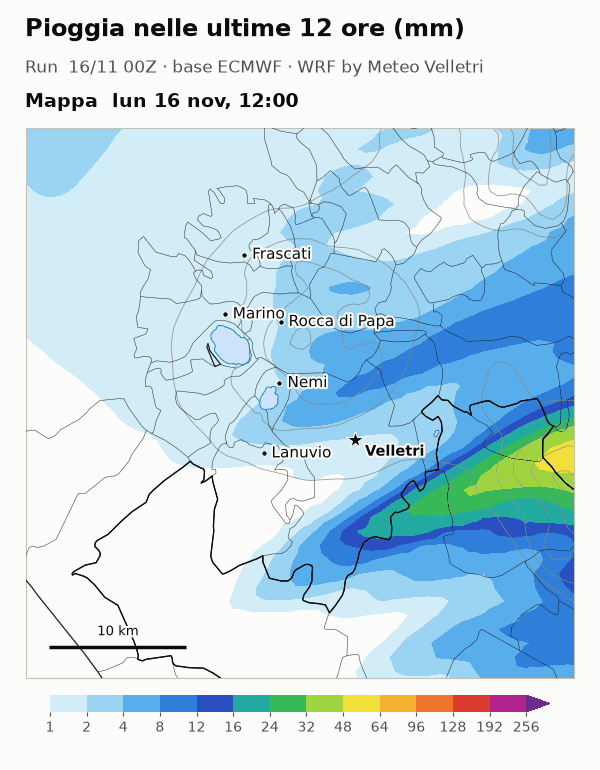 Pioggia nelle ultime 12 ore (mm)
Run 16/11 00Z · base ECMWF · WRF by Meteo Velletri
Mappa lun 16 nov, 12:00
Frascati
Marino
Rocca di Papa
Nemi
Velletri
Lanuvio
10 km
1 2 4 8 12 16 24 32 48 64 96 128 192 256